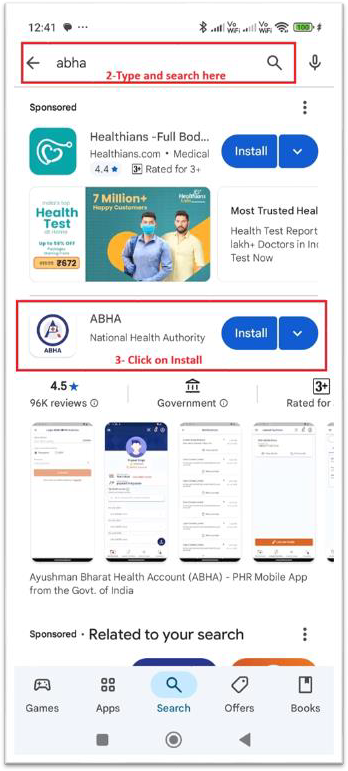 12:41
Vo
WiFi
Vo
WiFi
100
abha
2-Type and search here
Sponsored
Healthians -Full Bod...
Healthians.com • Medical
4.4 ★ 3+ Rated for 3+
Install
India's top
Health
Test
at Home
Up to 58% OFF
₹672
7 Million+
Happy Customers
Healthians
Most Trusted Heal
Health Test Report
lakh+ Doctors in Inc
Test Now
ABHA
ABHA
National Health Authority
Install
3- Click on Install
4.5★
96K reviews
Government
3+
Rated for
Ayushman Bharat Health Account (ABHA) - PHR Mobile App
from the Govt. of India
Sponsored · Related to your search
Games
Apps
Search
Offers
Books